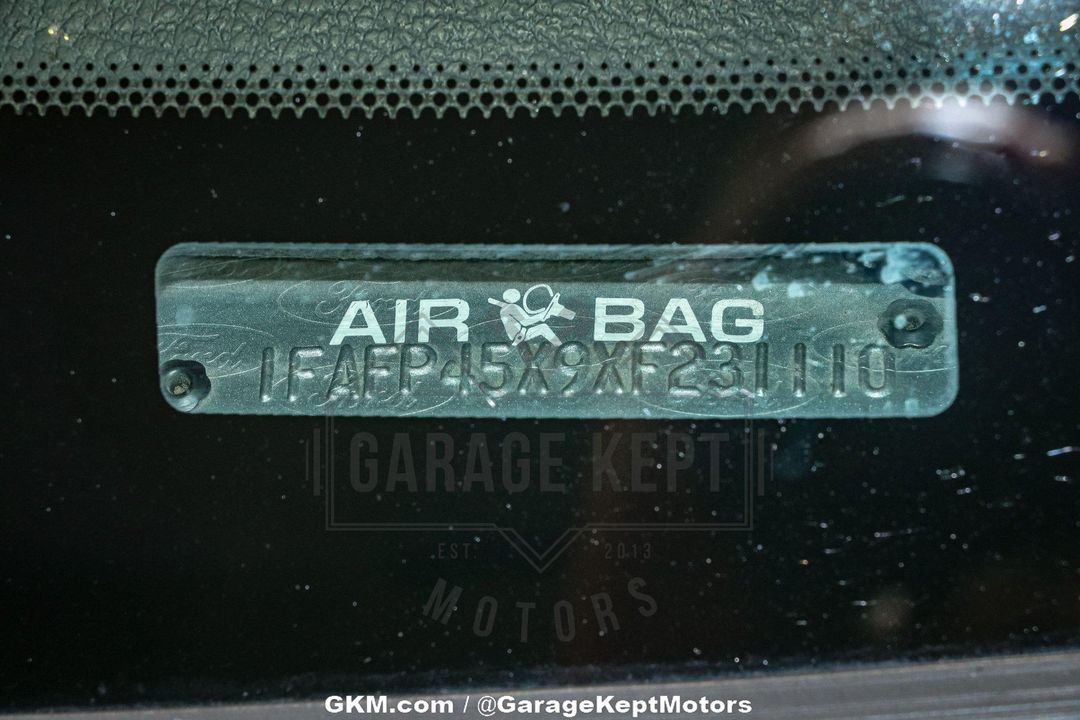 AIR BAG
1FAFP45X9XF231110
GARAGE KEPT
EST: 2013
MOTORS
GKM.com / @GarageKeptMotors